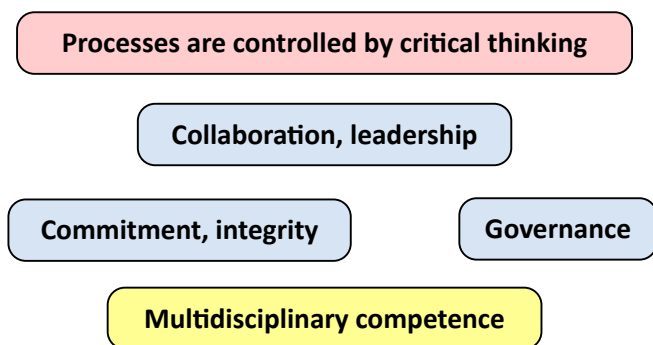 Processes are controlled by critical thinking
Collaboration, leadership
Commitment, integrity
Governance
Multidisciplinary competence